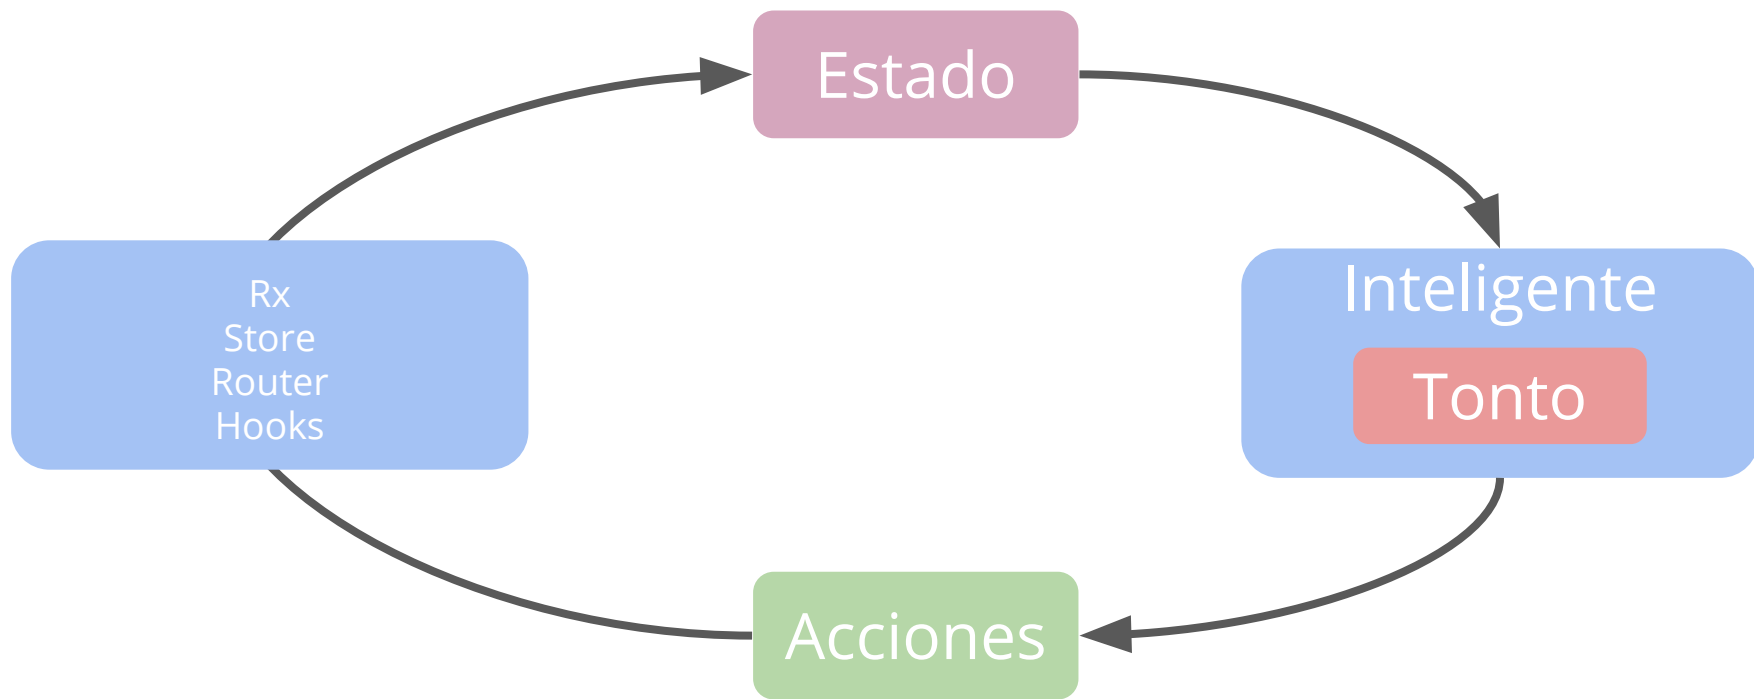 Estado
Rx
Store
Router
Hooks
Inteligente
Tonto
Acciones